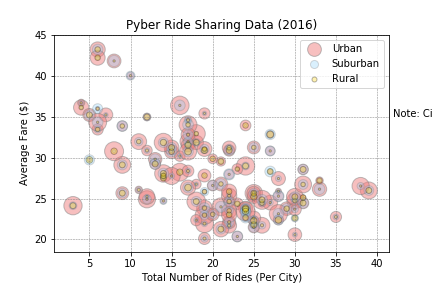 Pyber Ride Sharing Data (2016)
Urban
Suburban
Rural
Note: Ci
Average Fare ($)
45
40
35
30
25
20
5 10 15 20 25 30 35 40
Total Number of Rides (Per City)